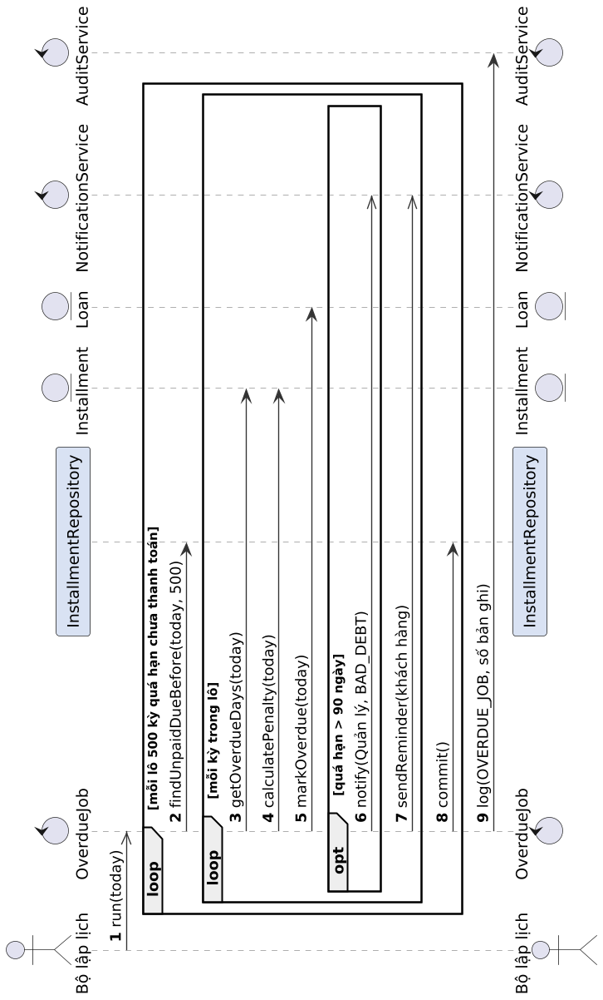 Bộ lập lịch
OverdueJob
InstallmentRepository
Installment
Loan
NotificationService
AuditService
1 run(today)
loop [mỗi lô 500 kỳ quá hạn chưa thanh toán]
2 findUnpaidDueBefore(today, 500)
loop [mỗi kỳ trong lô]
3 getOverdueDays(today)
4 calculatePenalty(today)
5 markOverdue(today)
opt [quá hạn > 90 ngày]
6 notify(Quản lý, BAD_DEBT)
7 sendReminder(khách hàng)
8 commit()
9 log(OVERDUE_JOB, số bản ghi)
Bộ lập lịch
OverdueJob
InstallmentRepository
Installment
Loan
NotificationService
AuditService